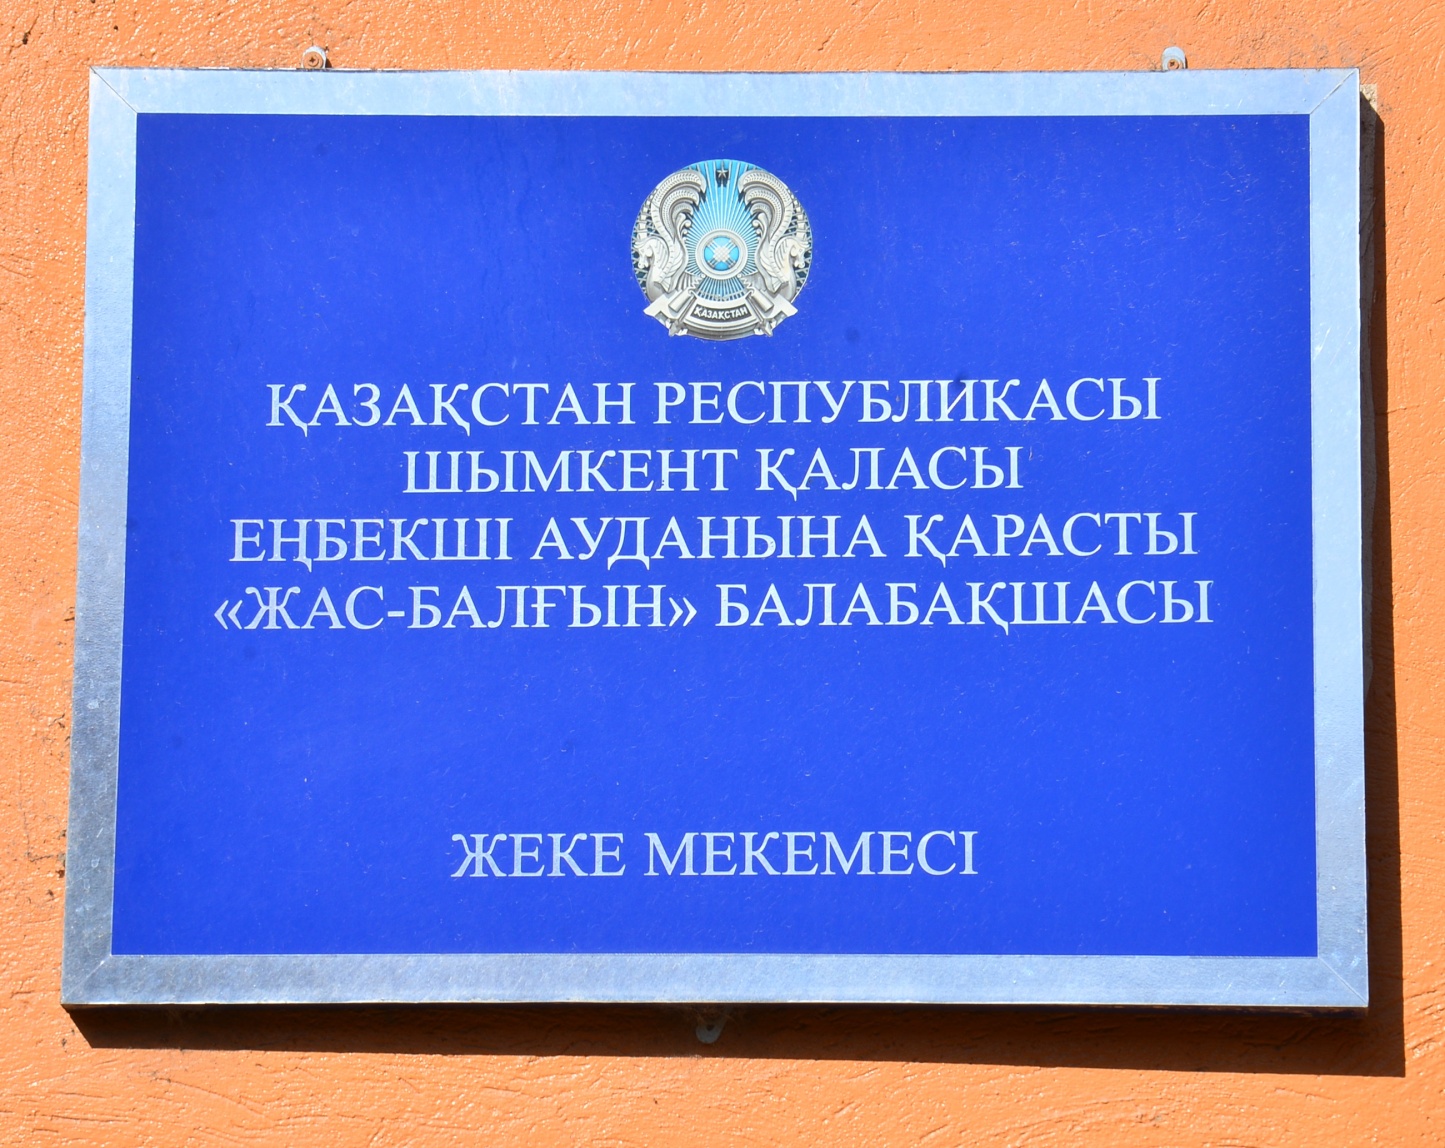 ҚАЗАҚСТАН
ҚАЗАҚСТАН РЕСПУБЛИКАСЫ
ШЫМКЕНТ ҚАЛАСЫ
ЕҢБЕКШІ АУДАНЫНА ҚАРАСТЫ
«ЖАС-БАЛҒЫН» БАЛАБАҚШАСЫ
ЖЕКЕ МЕКЕМЕСІ